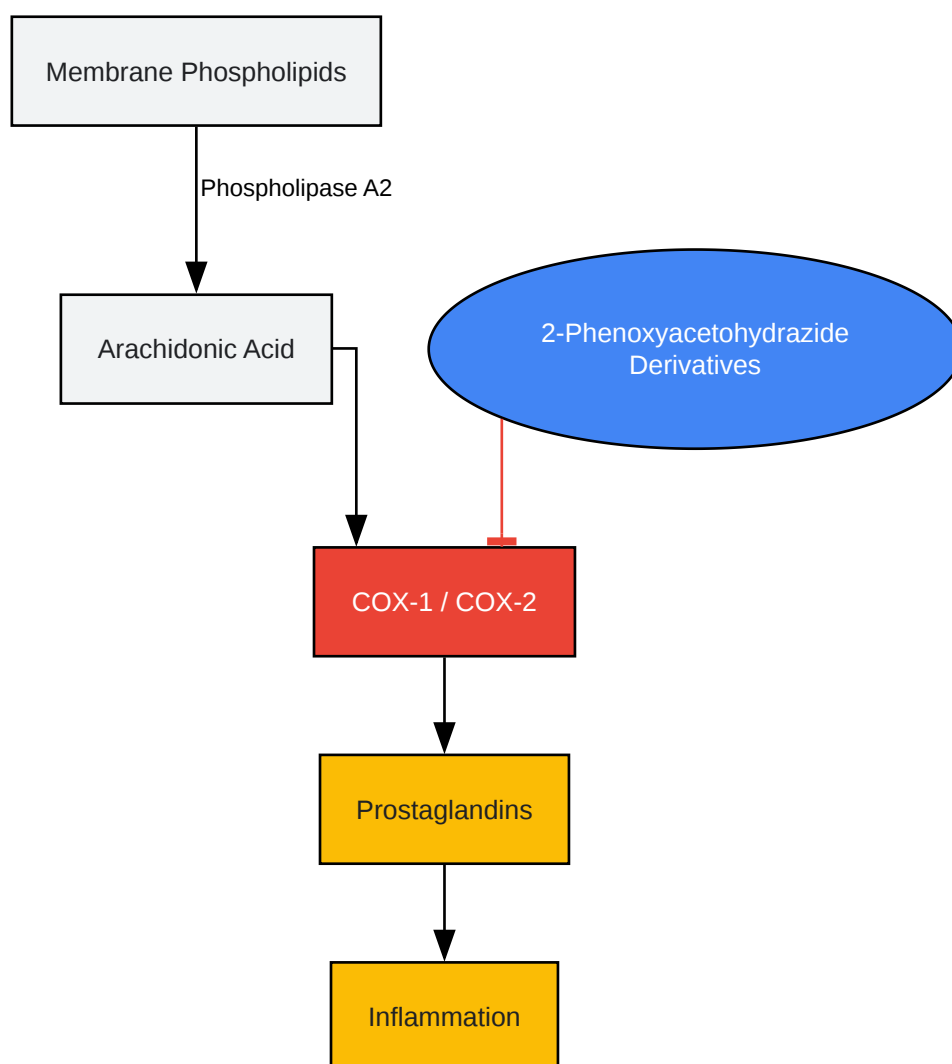 Membrane Phospholipids
Phospholipase A2
Arachidonic Acid
2-Phenoxyacetohydrazide
Derivatives
COX-1 / COX-2
Prostaglandins
Inflammation